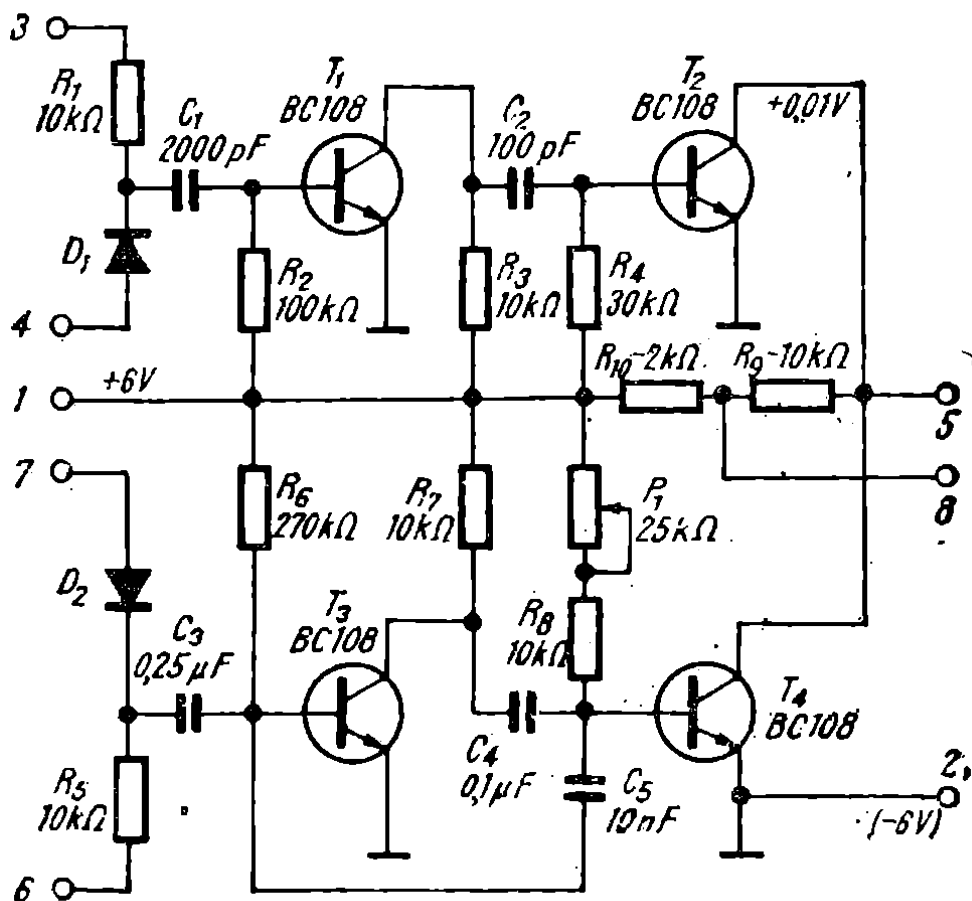 3
R1
10kΩ
C1
2000pF
T1
BC108
C2
100pF
T2
BC108
+0,01V
D1
R2
100kΩ
R3
10kΩ
R4
30kΩ
4
R10-2kΩ
R9-10kΩ
1
+6V
5
7
R6
270kΩ
R7
10kΩ
P1
25kΩ
8
D2
C3
0,25μF
T3
BC108
R8
10kΩ
T4
BC108
R5
10kΩ
C4
0,1μF
C5
10nF
2
(-6V)
6